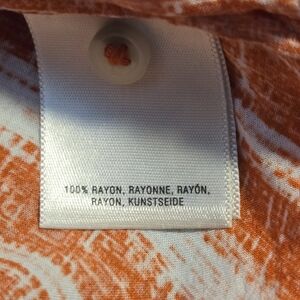 100% RAYON, RAYONNE, RAYÓN,
RAYON, KUNSTSEIDE